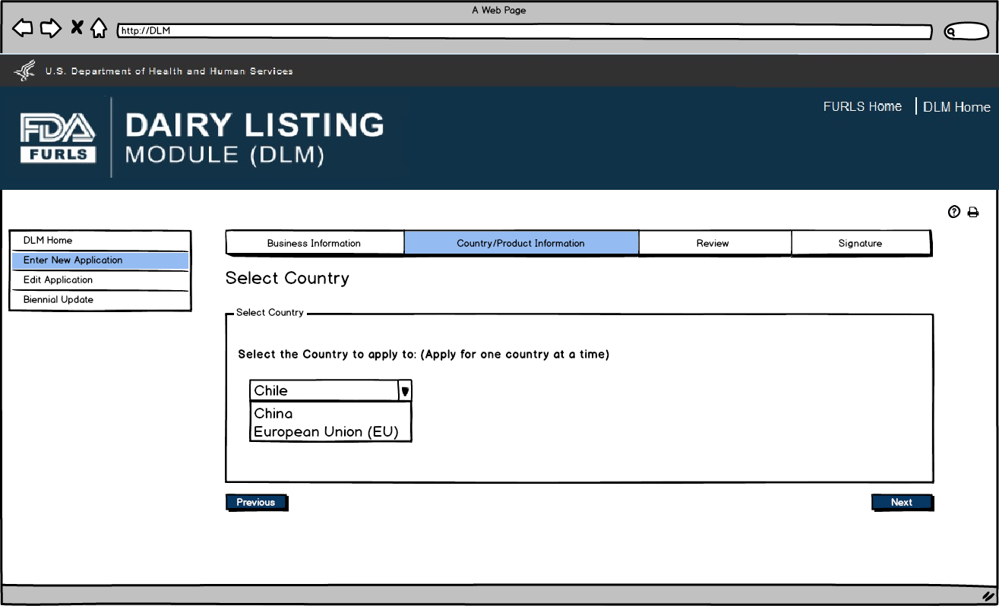 A Web Page
http://DLM
U.S. Department of Health and Human Services
FURLS Home | DLM Home
FDA
FURLS
DAIRY LISTING
MODULE (DLM)
DLM Home
Enter New Application
Edit Application
Biennial Update
Business Information
Country/Product Information
Review
Signature
Select Country
Select Country
Select the Country to apply to: (Apply for one country at a time)
Chile
China
European Union (EU)
Previous
Next